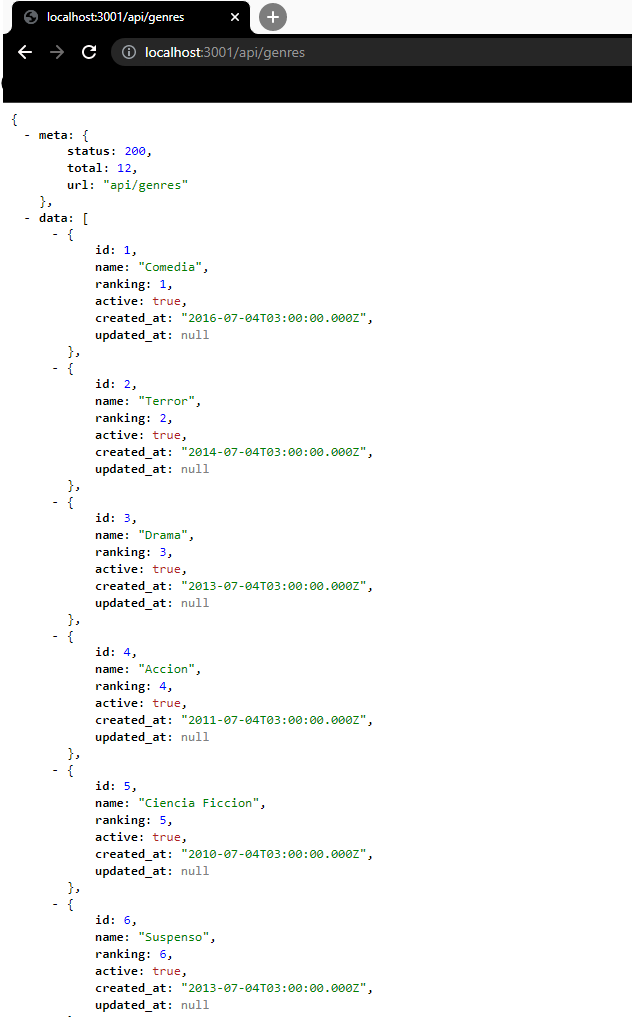 localhost:3001/api/genres
localhost:3001/api/genres
{
- meta: {
status: 200,
total: 12,
url: "api/genres"
},
- data: [
- {
id: 1,
name: "Comedia",
ranking: 1,
active: true,
created_at: "2016-07-04T03:00:00.000Z",
updated_at: null
},
- {
id: 2,
name: "Terror",
ranking: 2,
active: true,
created_at: "2014-07-04T03:00:00.000Z",
updated_at: null
},
- {
id: 3,
name: "Drama",
ranking: 3,
active: true,
created_at: "2013-07-04T03:00:00.000Z",
updated_at: null
},
- {
id: 4,
name: "Accion",
ranking: 4,
active: true,
created_at: "2011-07-04T03:00:00.000Z",
updated_at: null
},
- {
id: 5,
name: "Ciencia Ficcion",
ranking: 5,
active: true,
created_at: "2010-07-04T03:00:00.000Z",
updated_at: null
},
- {
id: 6,
name: "Suspenso",
ranking: 6,
active: true,
created_at: "2013-07-04T03:00:00.000Z",
updated_at: null